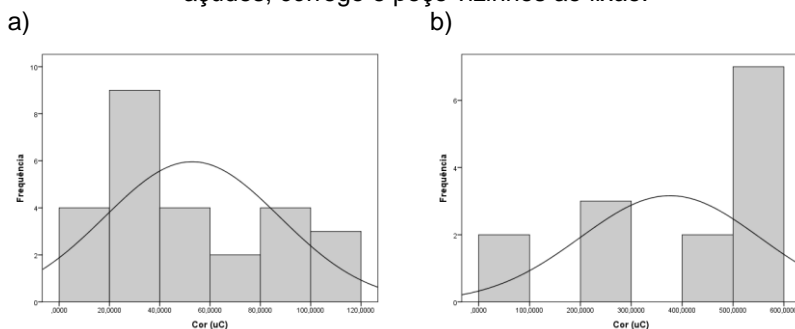 açudes, córrego e poço vizinhos ao lixão.
a)
b)
Frequência
10
8
6
4
2
0
,0000 20,0000 40,0000 60,0000 80,0000 100,0000 120,0000
Cor (uC)
Frequência
6
4
2
0
,0000 100,0000 200,0000 300,0000 400,0000 500,0000 600,000
Cor (uC)